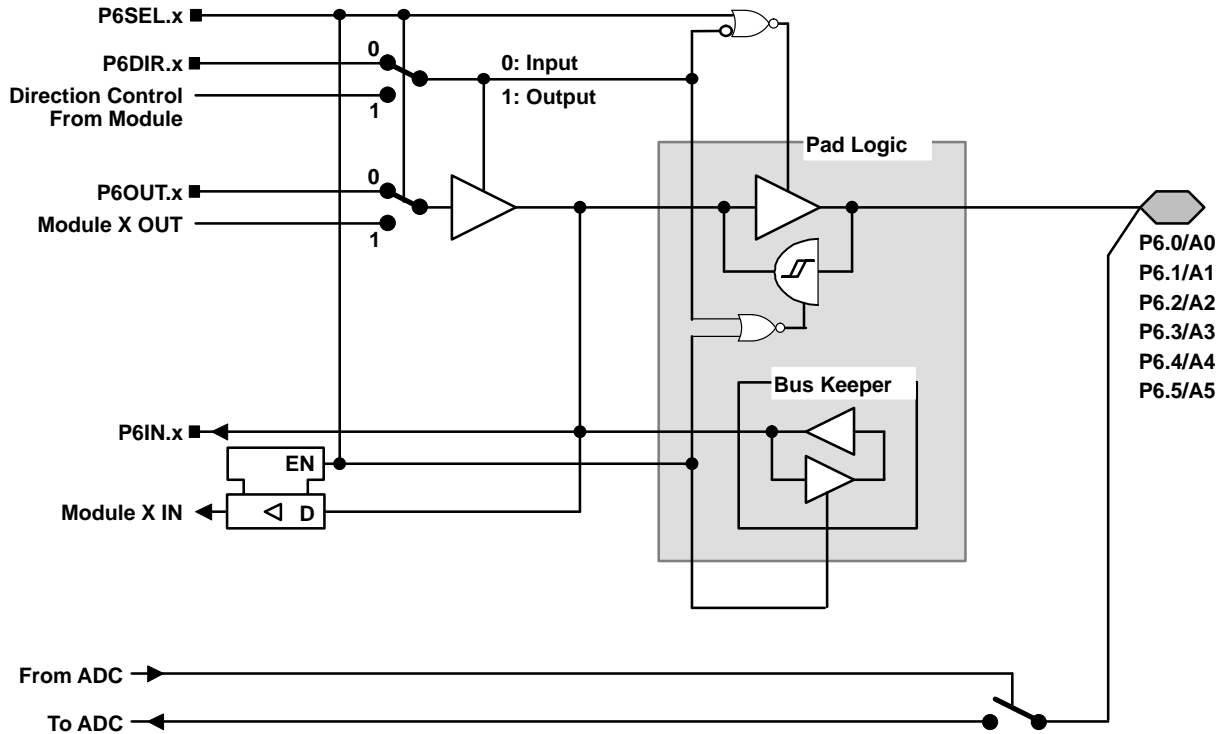 P6SEL.x
P6DIR.x
0
0: Input
Direction Control
From Module
1
1: Output
Pad Logic
P6OUT.x
0
Module X OUT
1
P6.0/A0
P6.1/A1
P6.2/A2
P6.3/A3
P6.4/A4
P6.5/A5
Bus Keeper
P6IN.x
EN
Module X IN
D
From ADC
To ADC